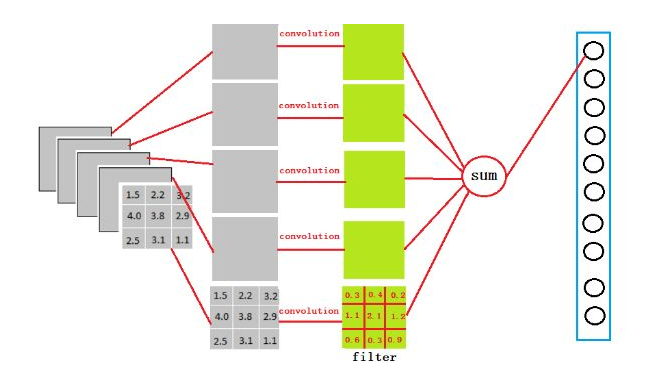 convolution
convolution
convolution
convolution
convolution
sum
1.5 2.2 3.2
4.0 3.8 2.9
2.5 3.1 1.1
1.5 2.2 3.2
4.0 3.8 2.9
2.5 3.1 1.1
0.3 0.4 0.2
1.1 2.1 1.2
0.6 0.3 0.9
filter